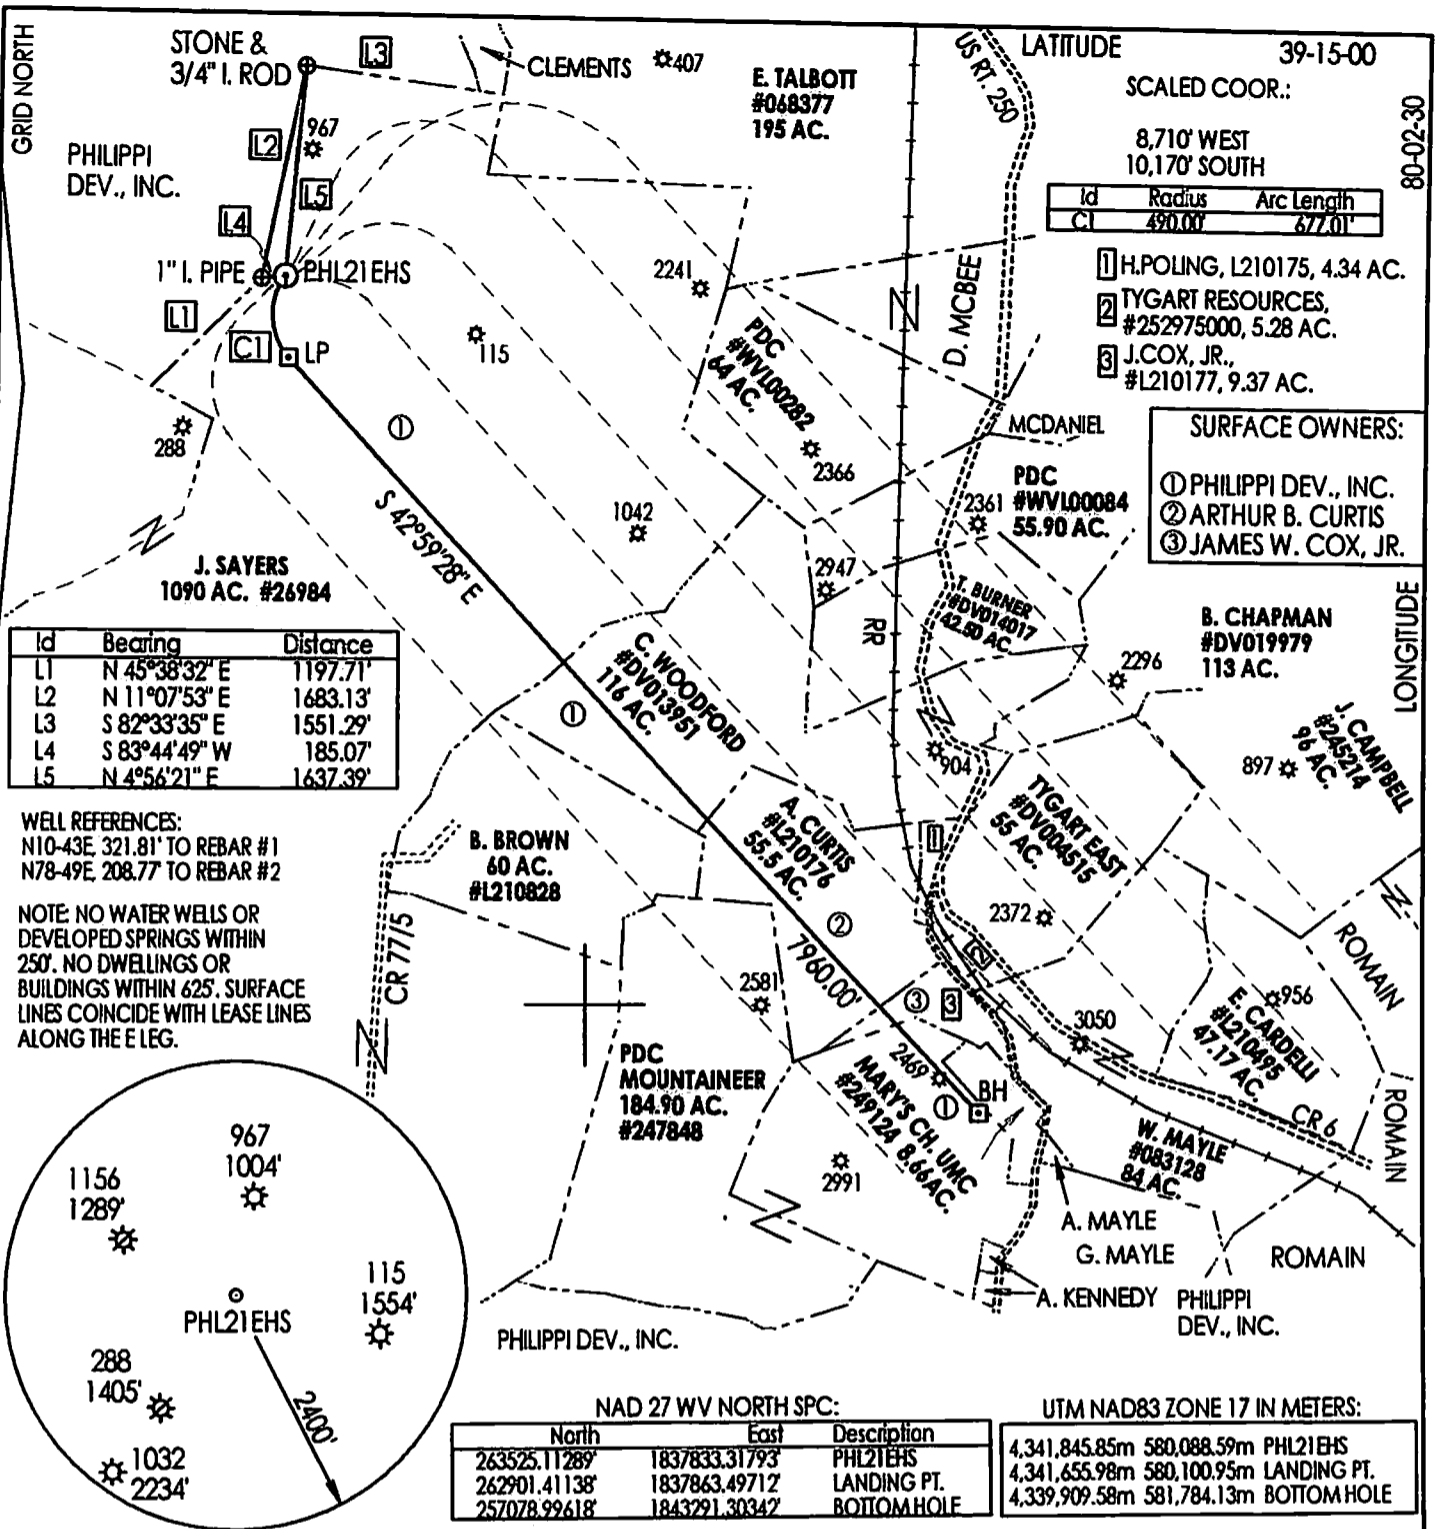 GRID NORTH
STONE &
3/4" I. ROD
L3
CLEMENTS
407
E. TALBOTT
#068377
195 AC.
US RT. 250
LATITUDE 39-15-00
SCALED COOR.:
8,710' WEST
10,170' SOUTH
80-02-30
Id Radius Arc Length
C1 490.00' 677.01'
PHILIPPI
DEV., INC.
L2
967
L5
L4
1" I. PIPE
PHL21EHS
L1
C1
LP
2241
115
288
D. MCBEE
1 H.POLING, L210175, 4.34 AC.
2 TYGART RESOURCES,
#252975000, 5.28 AC.
3 J.COX, JR.,
#L210177, 9.37 AC.
PDC
#WVL00282
64 AC.
2366
MCDANIEL
SURFACE OWNERS:
① PHILIPPI DEV., INC.
② ARTHUR B. CURTIS
③ JAMES W. COX, JR.
①
S 42°59'28" E
1042
2361
PDC
#WVL00084
55.90 AC.
2947
J. SAYERS
1090 AC. #26984
T. BURNER
#DV014017
42.50 AC.
RR
B. CHAPMAN
#DV019979
113 AC.
LONGITUDE
2296
Id Bearing Distance
L1 N 45°38'32" E 1197.71'
L2 N 11°07'53" E 1683.13'
L3 S 82°33'35" E 1551.29'
L4 S 83°44'49" W 185.07'
L5 N 4°56'21" E 1637.39'
C. WOODFORD
#DV013951
116 AC.
①
904
897
J. CAMPBELL
#245214
96 AC.
WELL REFERENCES:
N10-43E, 321.81' TO REBAR #1
N78-49E, 208.77' TO REBAR #2
B. BROWN
60 AC.
#L210828
A. CURTIS
#L210176
55.5 AC.
1
TYGART EAST
#DV004515
55 AC.
2372
NOTE: NO WATER WELLS OR
DEVELOPED SPRINGS WITHIN
250'. NO DWELLINGS OR
BUILDINGS WITHIN 625'. SURFACE
LINES COINCIDE WITH LEASE LINES
ALONG THE E LEG.
CR 77/5
②
7960.00'
2
2581
③
3
ROMAIN
956
E. CARDELLI
#L210495
47.17 AC.
3050
PDC
MOUNTAINEER
184.90 AC.
#247848
2469
BH
①
MARY'S CH. UMC
#249124 8.66AC.
2991
CR 6
ROMAIN
W. MAYLE
#083128
84 AC.
A. MAYLE
G. MAYLE
A. KENNEDY
ROMAIN
PHILIPPI
DEV., INC.
PHILIPPI DEV., INC.
967
1004'
1156
1289'
115
1554'
PHL21EHS
288
1405'
2400'
1032
2234'
NAD 27 WV NORTH SPC:
North East Description
263525.11289' 1837833.31793' PHL21EHS
262901.41138' 1837863.49712' LANDING PT.
257078.99618' 1843291.30342' BOTTOM HOLE
UTM NAD83 ZONE 17 IN METERS:
4,341,845.85m 580,088.59m PHL21EHS
4,341,655.98m 580,100.95m LANDING PT.
4,339,909.58m 581,784.13m BOTTOM HOLE